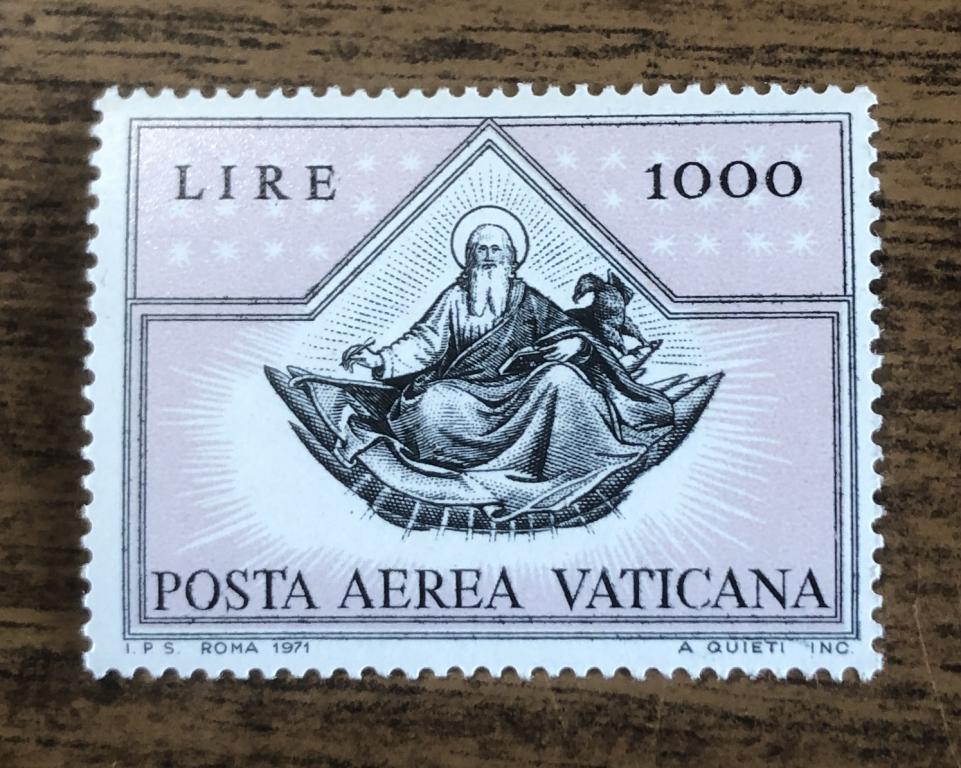 LIRE 1000
POSTA AEREA VATICANA
I.P.S. ROMA 1971 A QUIETI INC.